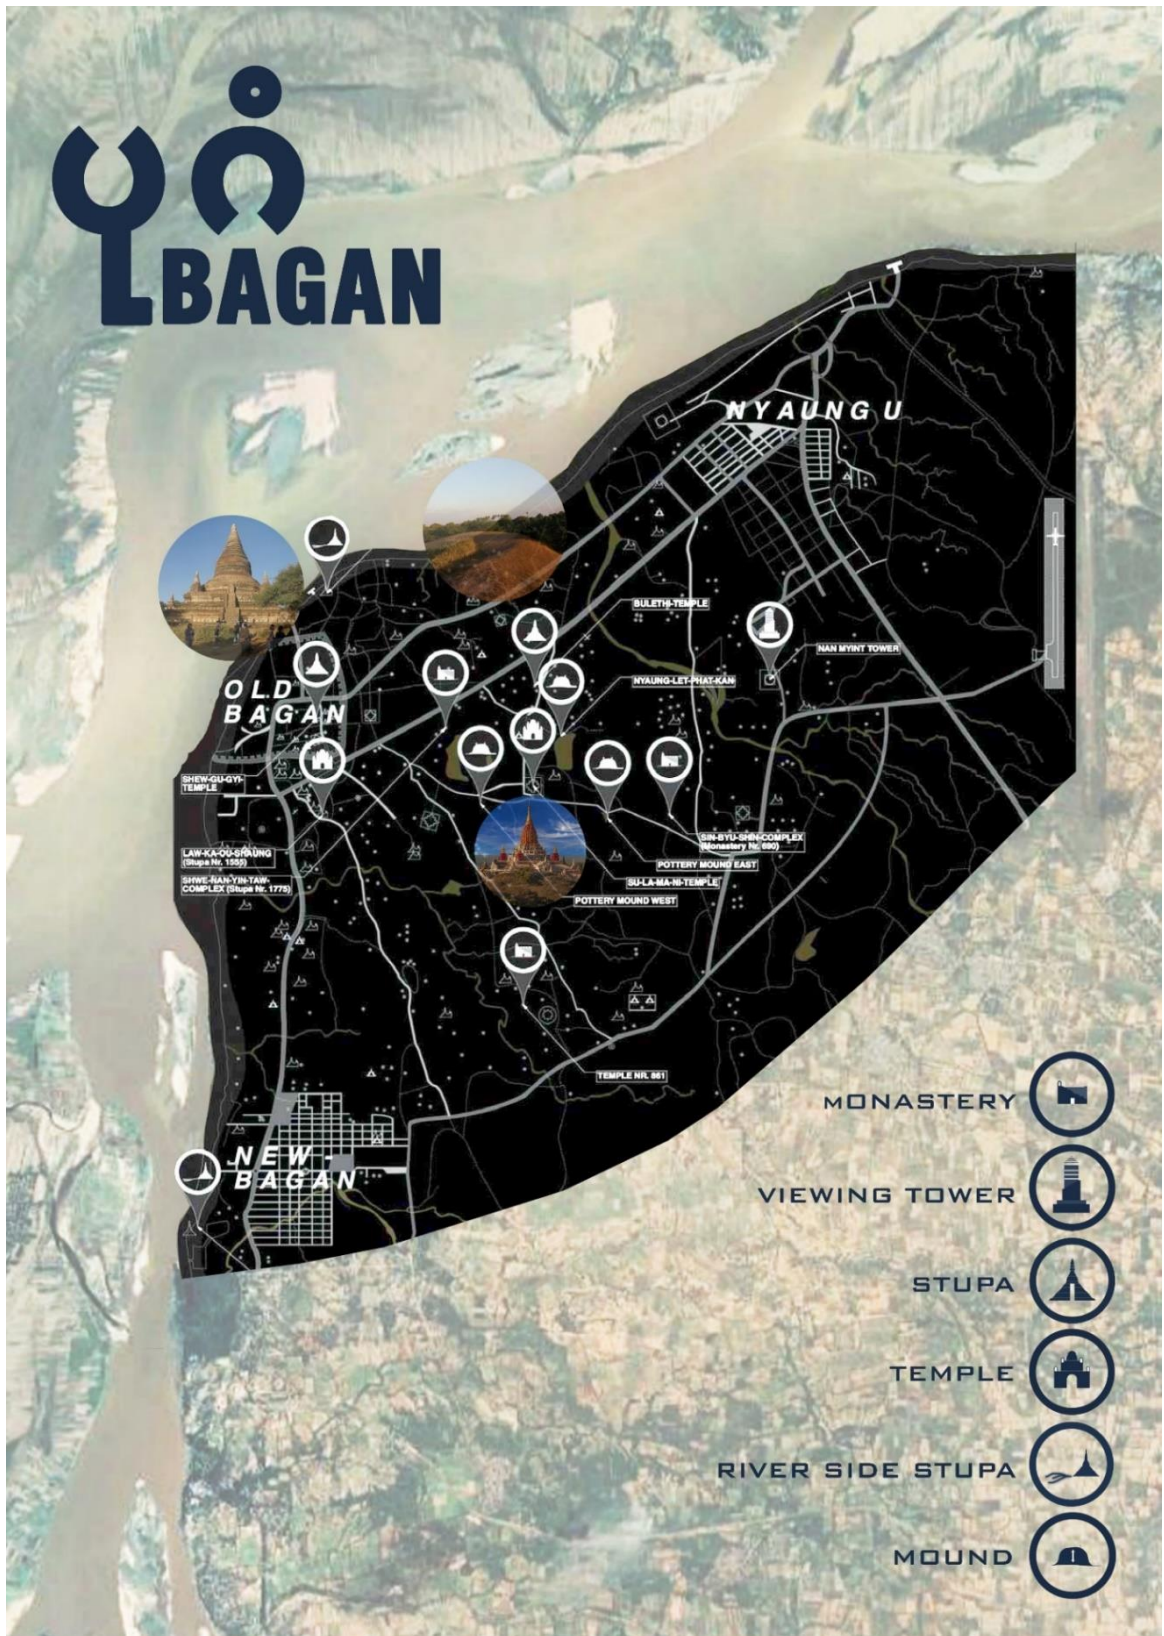 ပုဂံ
BAGAN
NYAUNG U
BULETHI-TEMPLE
NAN MYINT TOWER
NYAUNG-LET-PHAT-KAN
OLD
BAGAN
SHEW-GU-GYI-
TEMPLE
SIN-BYU-SHIN-COMPLEX
(Monastery Nr. 690)
LAW-KA-OU-SHAUNG
(Stupa Nr. 1555)
POTTERY MOUND EAST
SHWE-NAN-YIN-TAW-
COMPLEX (Stupa Nr. 1775)
SU-LA-MA-NI-TEMPLE
POTTERY MOUND WEST
TEMPLE NR. 861
NEW-
BAGAN
MONASTERY
VIEWING TOWER
STUPA
TEMPLE
RIVER SIDE STUPA
MOUND